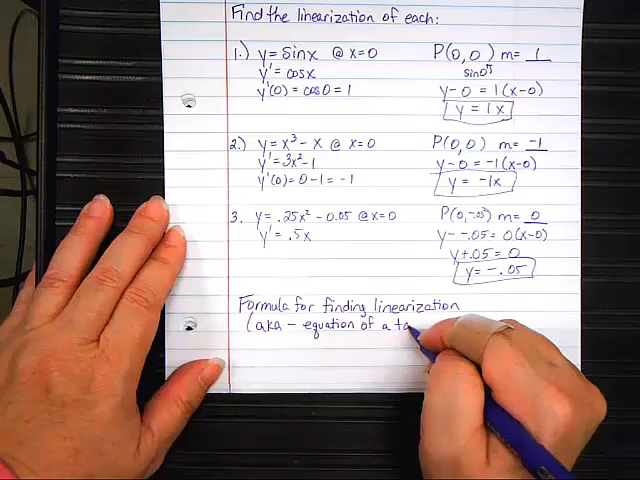 Find the linearization of each:
1.) y = sinx @ x=0 P(0,0) m= 1
y' = cosx sin0
y'(0) = cos0 = 1 y-0 = 1(x-0)
y = 1x
2.) y = x³ - x @ x=0 P(0,0) m= -1
y' = 3x²-1 y-0 = -1(x-0)
y'(0) = 0-1 = -1 y = -1x
3. y = .25x² - 0.05 @ x=0 P(0,-.05) m= 0
y' = .5x y--.05 = 0(x-0)
y+.05 = 0
y = -.05
Formula for finding linearization
(aka - equation of a ta